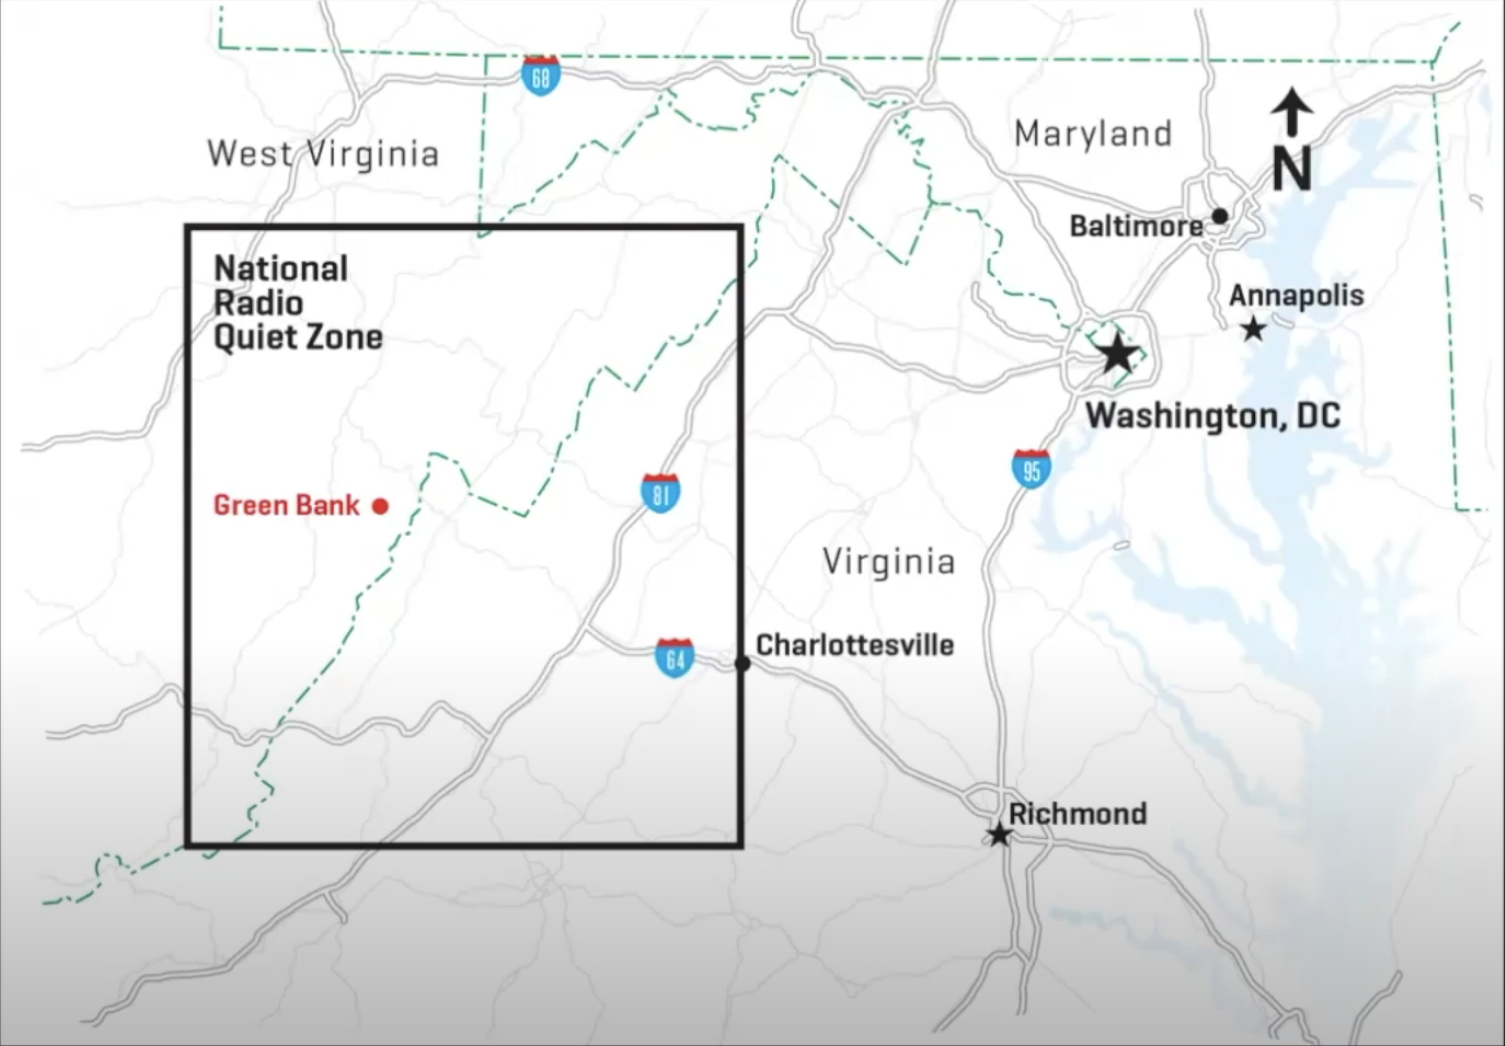 68
West Virginia
Maryland
N
Baltimore
National
Radio
Quiet Zone
Annapolis
Washington, DC
95
Green Bank
81
Virginia
Charlottesville
64
Richmond